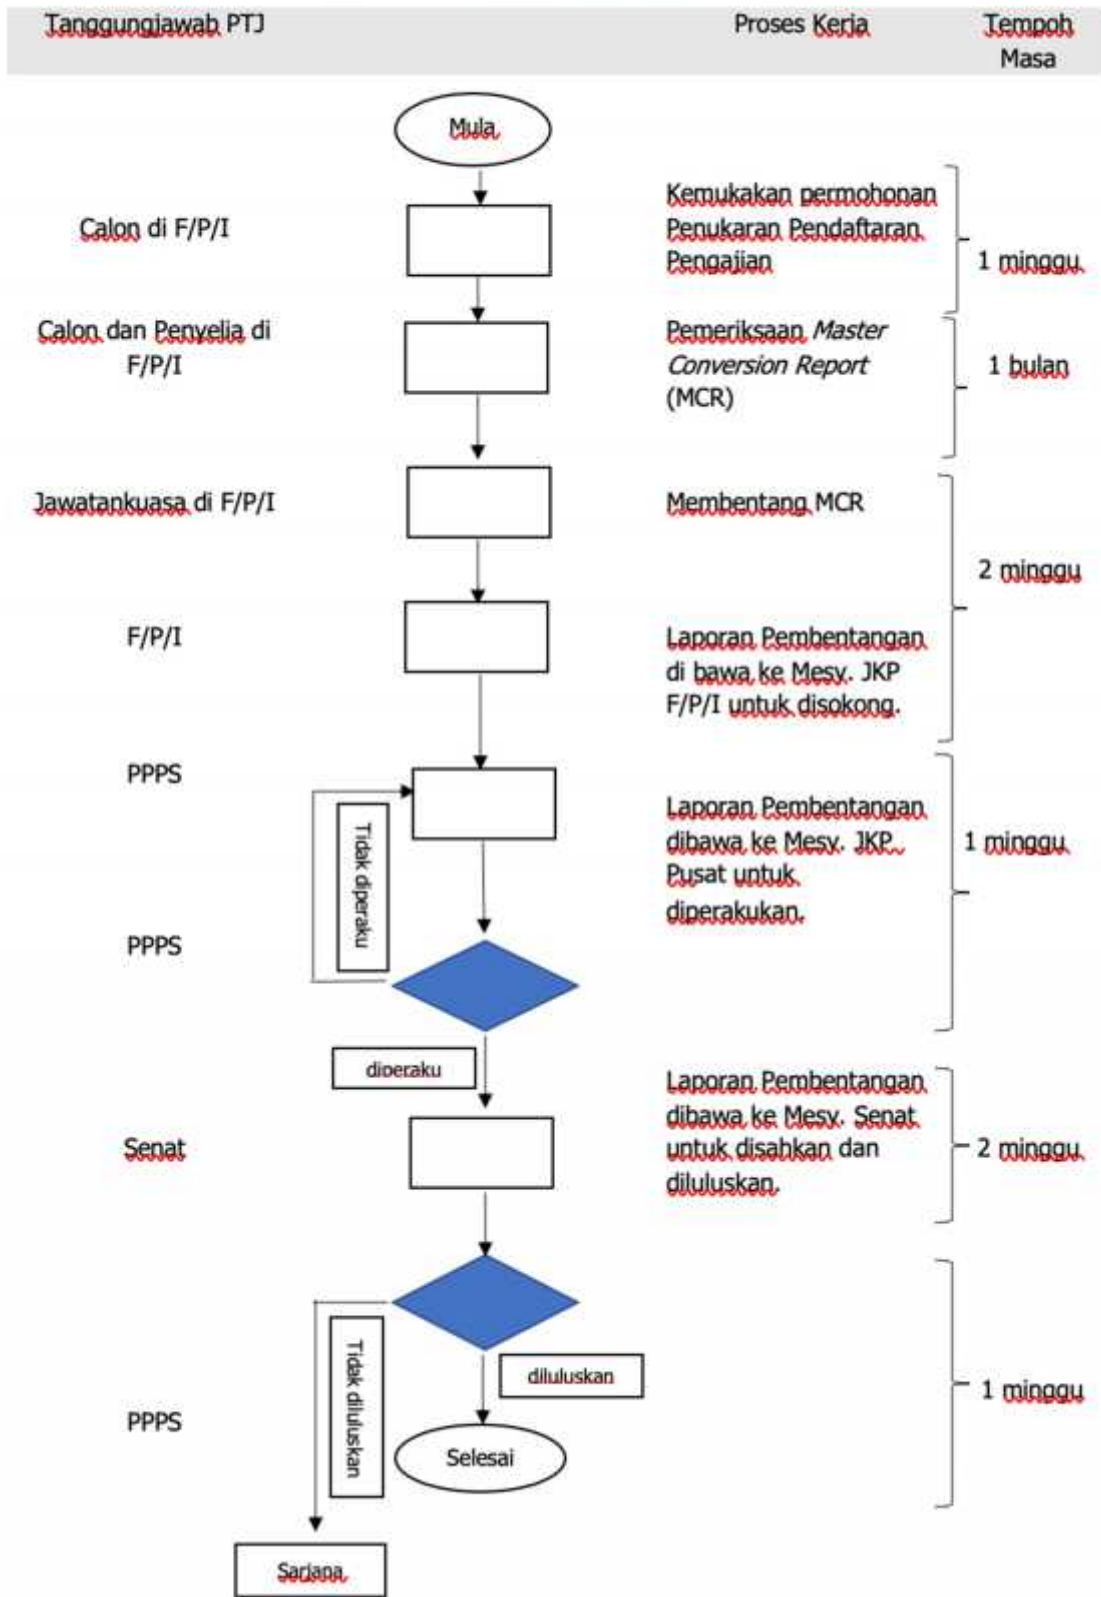 Tanggungjawab PTJ
Proses Kerja
Tempoh
Masa
Mula
Calon di F/P/I
Kemukakan permohonan
Penukaran Pendaftaran
Pengajian
1 minggu
Calon dan Penyelia di
F/P/I
Pemeriksaan Master
Conversion Report
(MCR)
1 bulan
Jawatankuasa di F/P/I
Membentang MCR
2 minggu
F/P/I
Laporan Pembentangan
di bawa ke Mesy. JKP
F/P/I untuk disokong.
PPPS
Tidak diperaku
Laporan Pembentangan
dibawa ke Mesy. JKP
Pusat untuk
diperakukan.
1 minggu
PPPS
diperaku
Senat
Laporan Pembentangan
dibawa ke Mesy. Senat
untuk disahkan dan
diluluskan.
2 minggu
Tidak diluluskan
diluluskan
1 minggu
PPPS
Selesai
Sarjana